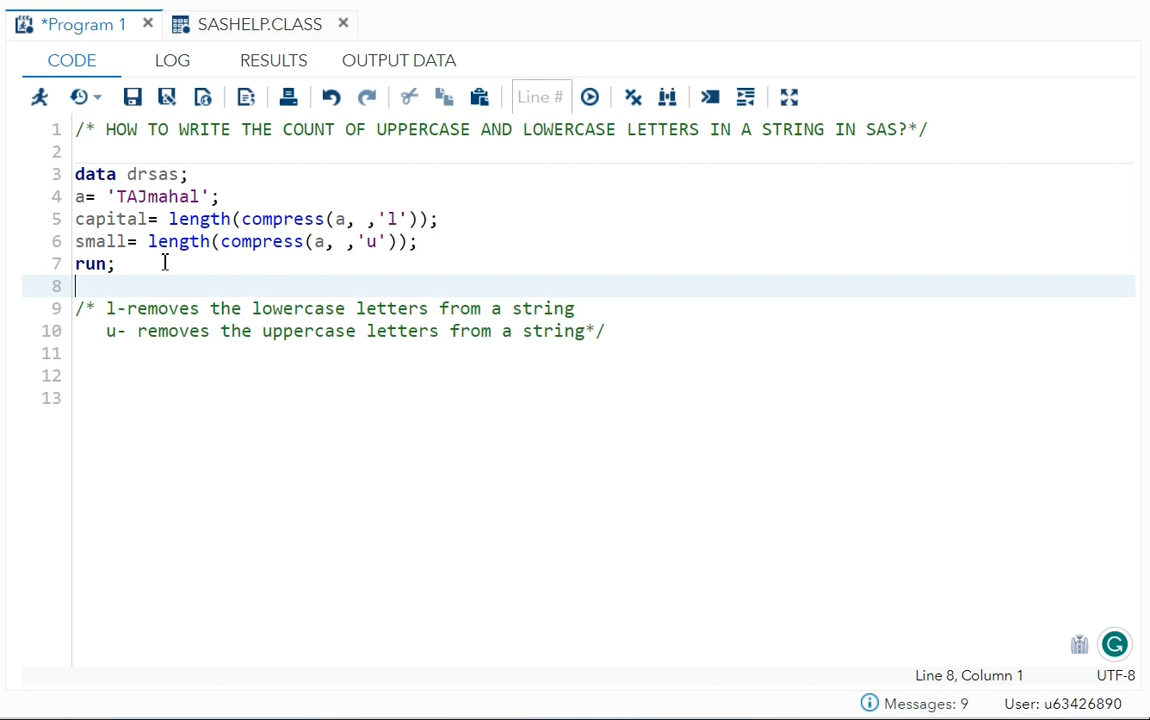 *Program 1 × SASHELP.CLASS ×
CODE LOG RESULTS OUTPUT DATA
Line #
1 /* HOW TO WRITE THE COUNT OF UPPERCASE AND LOWERCASE LETTERS IN A STRING IN SAS?*/
2
3 data drsas;
4 a= 'TAJmahal';
5 capital= length(compress(a, ,'l'));
6 small= length(compress(a, ,'u'));
7 run;
8
9 /* l-removes the lowercase letters from a string
10 u- removes the uppercase letters from a string*/
11
12
13
Line 8, Column 1 UTF-8
Messages: 9 User: u63426890